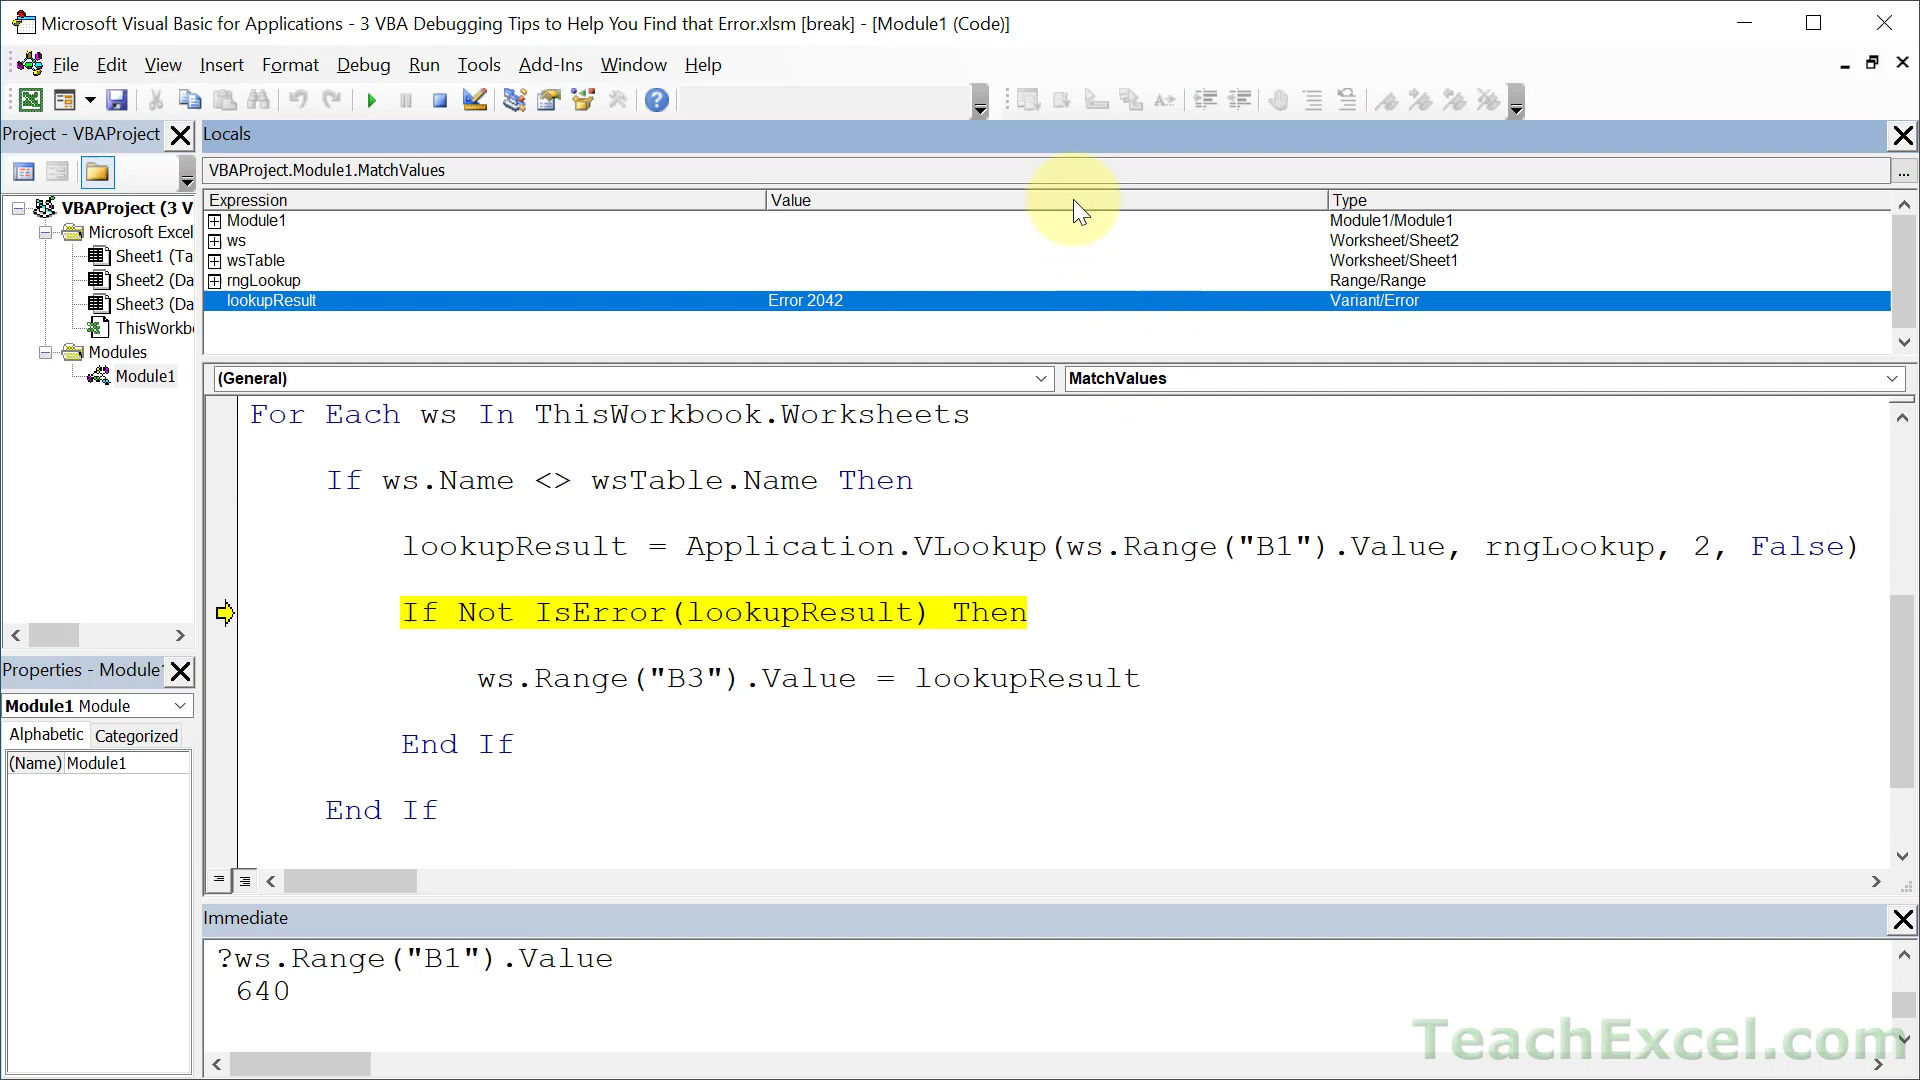 Microsoft Visual Basic for Applications - 3 VBA Debugging Tips to Help You Find that Error.xlsm [break] - [Module1 (Code)]
File Edit View Insert Format Debug Run Tools Add-Ins Window Help
Project - VBAProject
Locals
VBAProject.Module1.MatchValues
...
Expression Value Type
Module1 Module1/Module1
ws Worksheet/Sheet2
wsTable Worksheet/Sheet1
rngLookup Range/Range
lookupResult Error 2042 Variant/Error
VBAProject (3 V
Microsoft Excel
Sheet1 (Ta
Sheet2 (Da
Sheet3 (Da
ThisWorkb
Modules
Module1
(General) MatchValues
For Each ws In ThisWorkbook.Worksheets
If ws.Name <> wsTable.Name Then
lookupResult = Application.VLookup(ws.Range("B1").Value, rngLookup, 2, False)
If Not IsError(lookupResult) Then
ws.Range("B3").Value = lookupResult
End If
End If
Properties - Module
Module1 Module
Alphabetic Categorized
(Name) Module1
Immediate
?ws.Range("B1").Value
640
TeachExcel.com